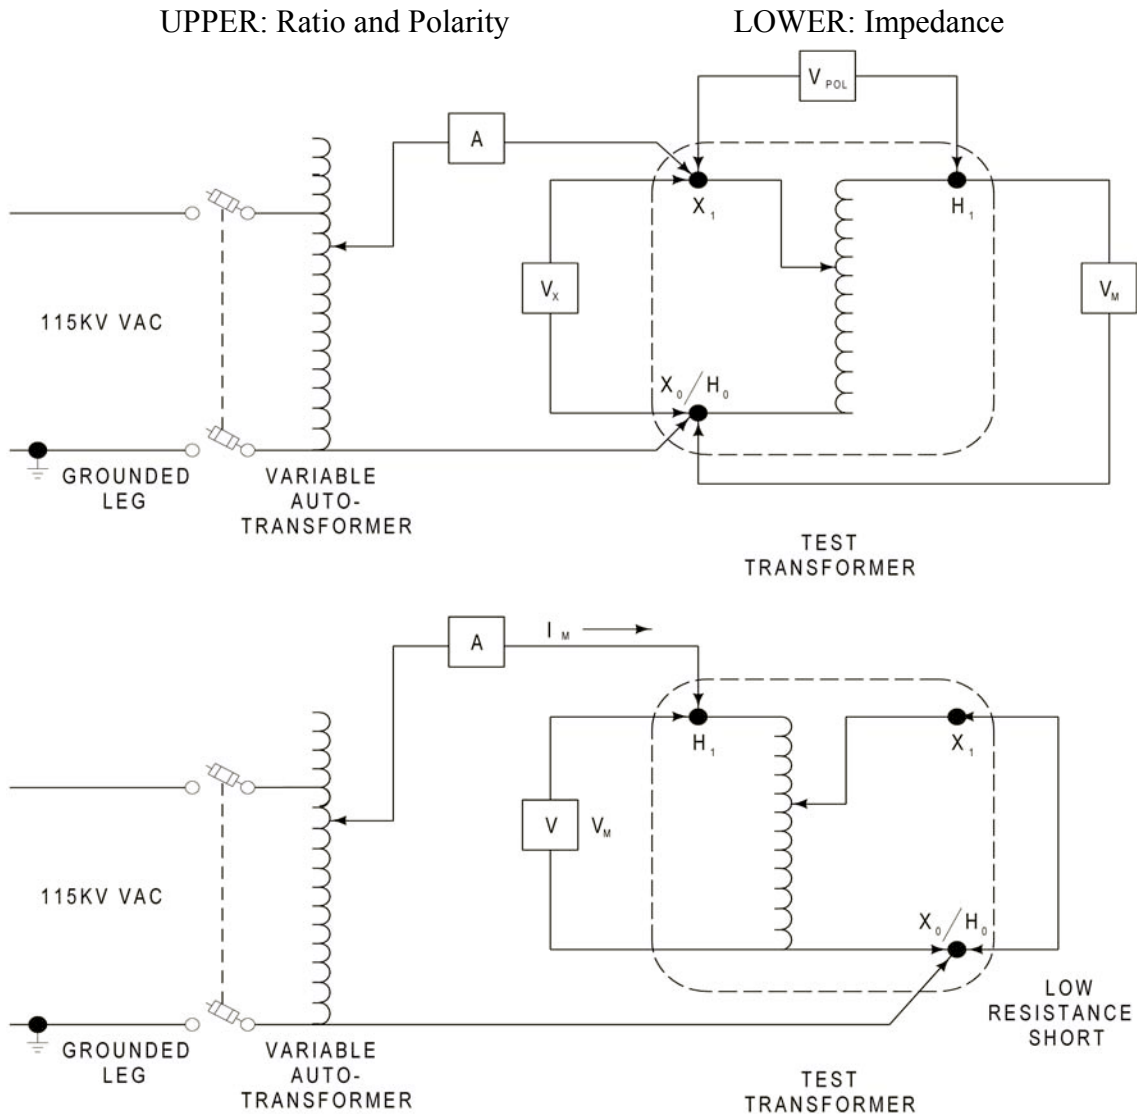 UPPER: Ratio and Polarity
LOWER: Impedance
V POL
A
X 1
H 1
V X
V M
115KV VAC
X 0 / H 0
GROUNDED
LEG
VARIABLE
AUTO-
TRANSFORMER
TEST
TRANSFORMER
A
I M
H 1
X 1
V
V M
115KV VAC
X 0 / H 0
LOW
RESISTANCE
SHORT
GROUNDED
LEG
VARIABLE
AUTO-
TRANSFORMER
TEST
TRANSFORMER